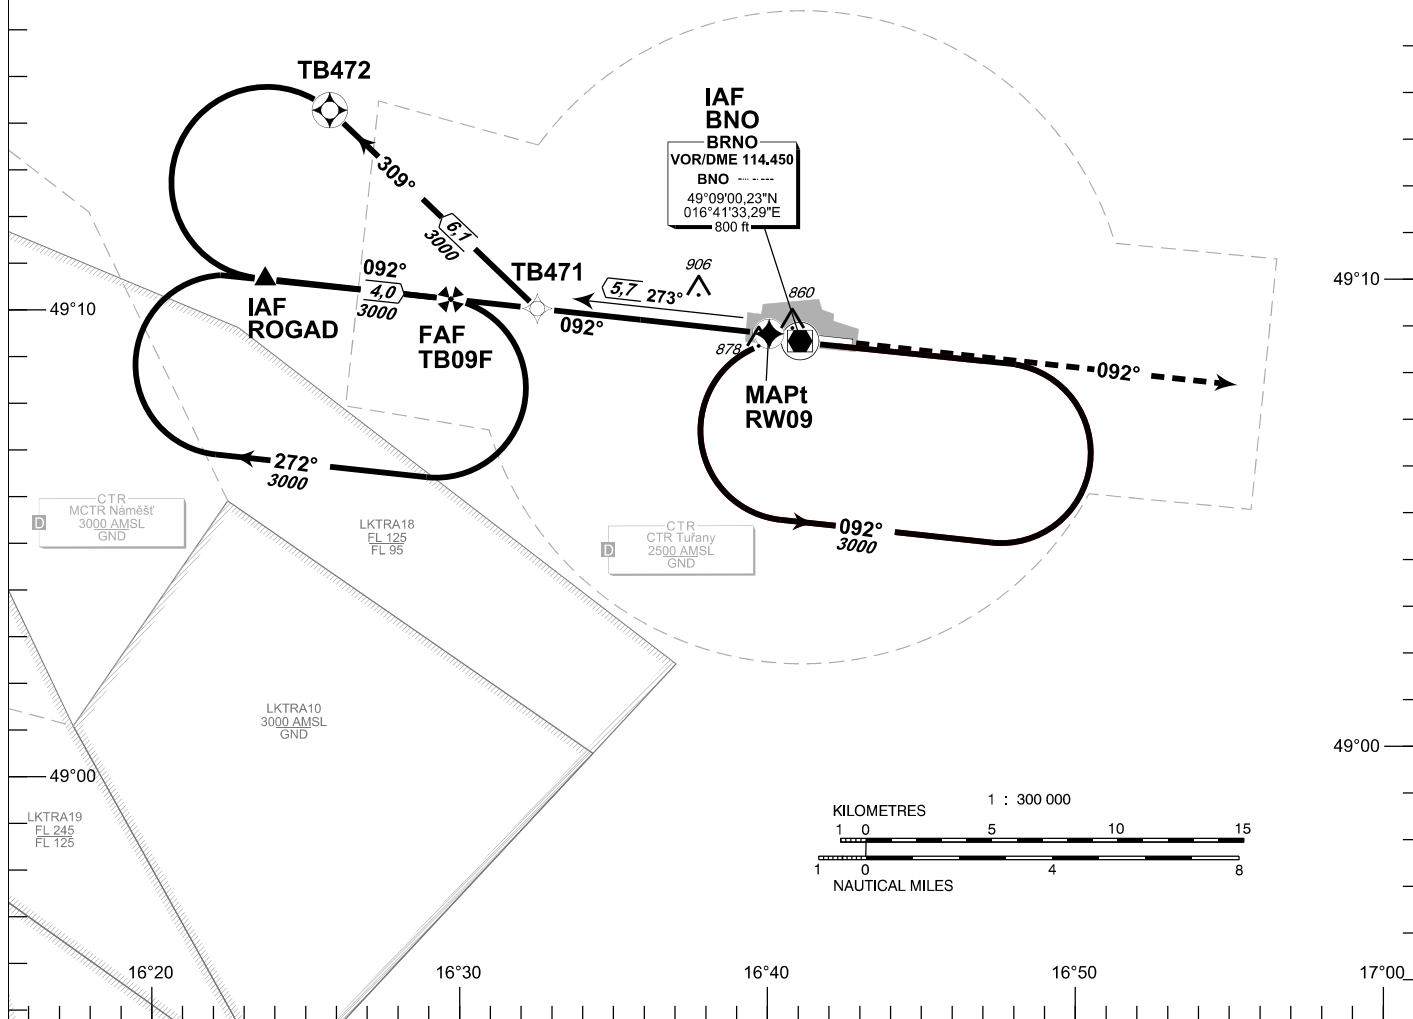 TB472
IAF
BNO
BRNO
VOR/DME 114.450
BNO
49°09'00,23"N
016°41'33,29"E
800 ft
309°
6,1
3000
TB471
092°
4,0
3000
5,7
273°
906
860
878
49°10
49°10
IAF
ROGAD
FAF
TB09F
092°
092°
MAPt
RW09
272°
3000
092°
3000
CTR
MCTR Náměšť
3000 AMSL
GND
D
LKTRA18
FL 125
FL 95
CTR
CTR Tuřany
2500 AMSL
GND
D
LKTRA10
3000 AMSL
GND
49°00
49°00
LKTRA19
FL 245
FL 125
1 : 300 000
KILOMETRES
1 0 5 10 15
1 0 4 8
NAUTICAL MILES
16°20 16°30 16°40 16°50 17°00